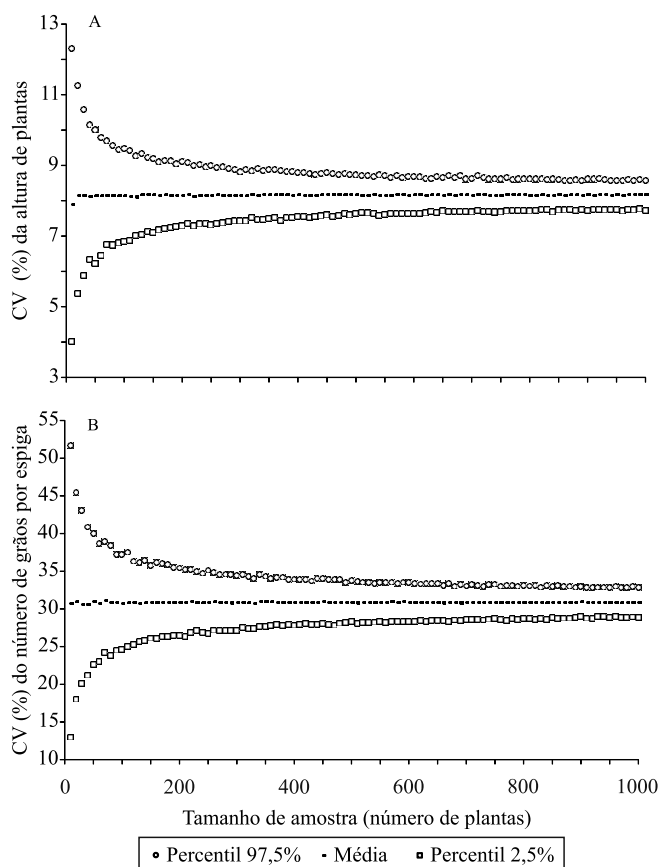 A
13
11
9
7
5
3
CV (%) da altura de plantas
B
55
50
45
40
35
30
25
20
15
10
CV (%) do número de grãos por espiga
0 200 400 600 800 1000
Tamanho de amostra (número de plantas)
Percentil 97,5% Média Percentil 2,5%